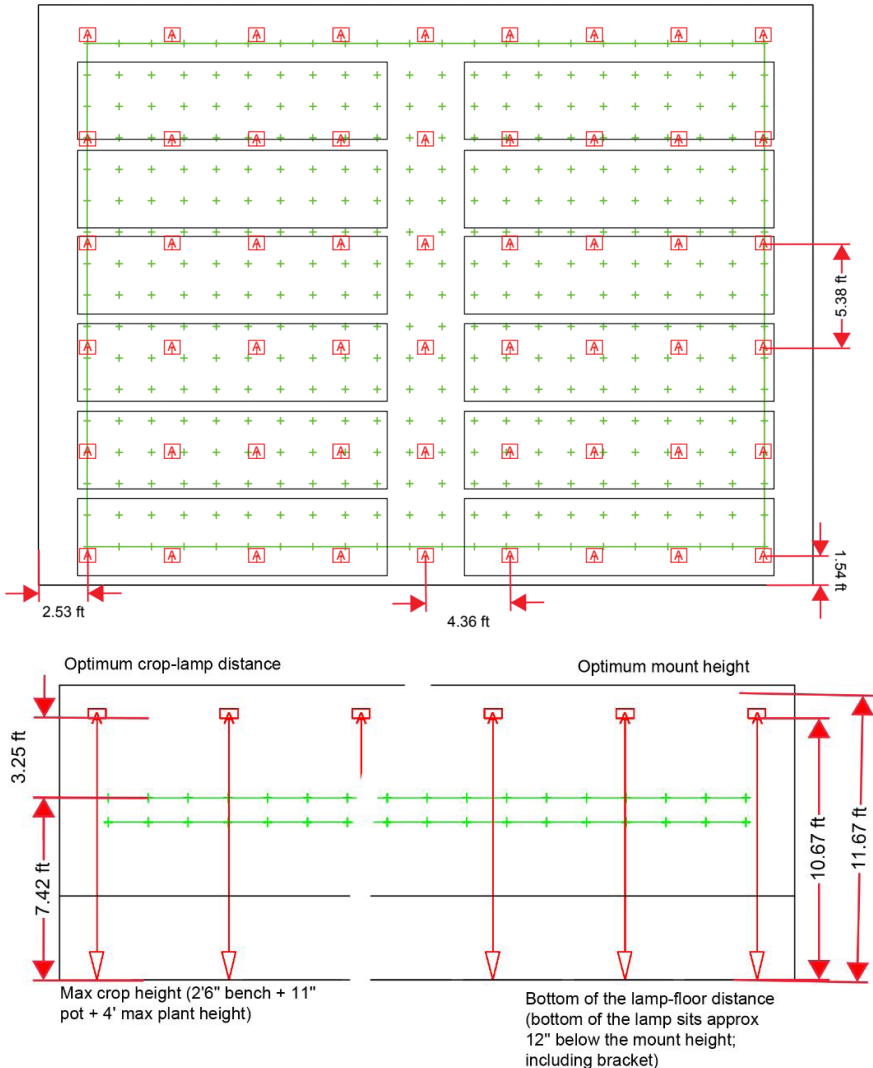 A A A A A A A A A
A A A A A A A A A
A A A A A A A A A
5.38 ft
A A A A A A A A A
A A A A A A A A A
A A A A A A A A A
1.54 ft
2.53 ft
4.36 ft
Optimum crop-lamp distance
Optimum mount height
3.25 ft
7.42 ft
10.67 ft
11.67 ft
Max crop height (2'6" bench + 11"
pot + 4' max plant height)
Bottom of the lamp-floor distance
(bottom of the lamp sits approx
12" below the mount height;
including bracket)